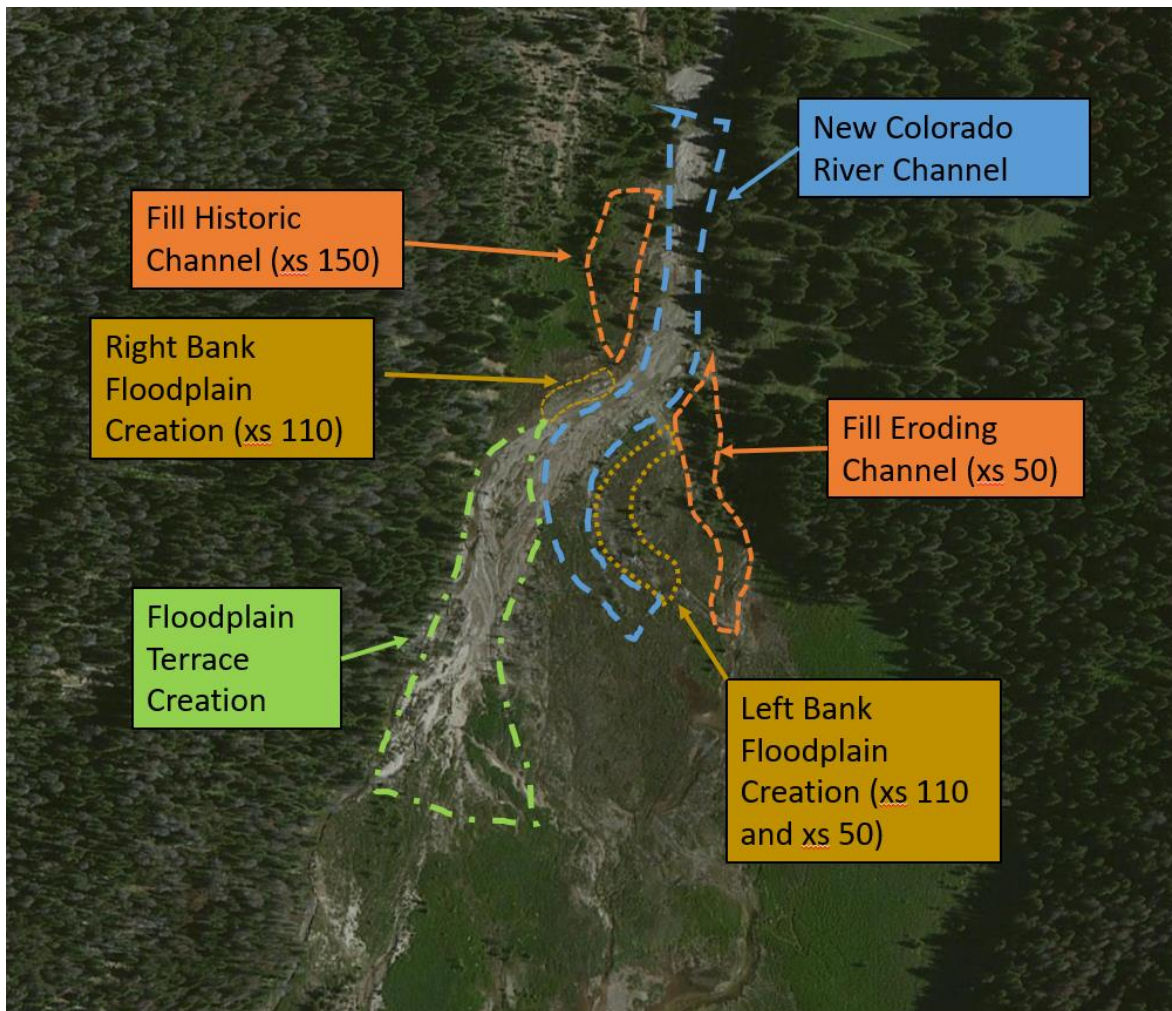 New Colorado
River Channel
Fill Historic
Channel (xs 150)
Right Bank
Floodplain
Creation (xs 110)
Fill Eroding
Channel (xs 50)
Floodplain
Terrace
Creation
Left Bank
Floodplain
Creation (xs 110
and xs 50)